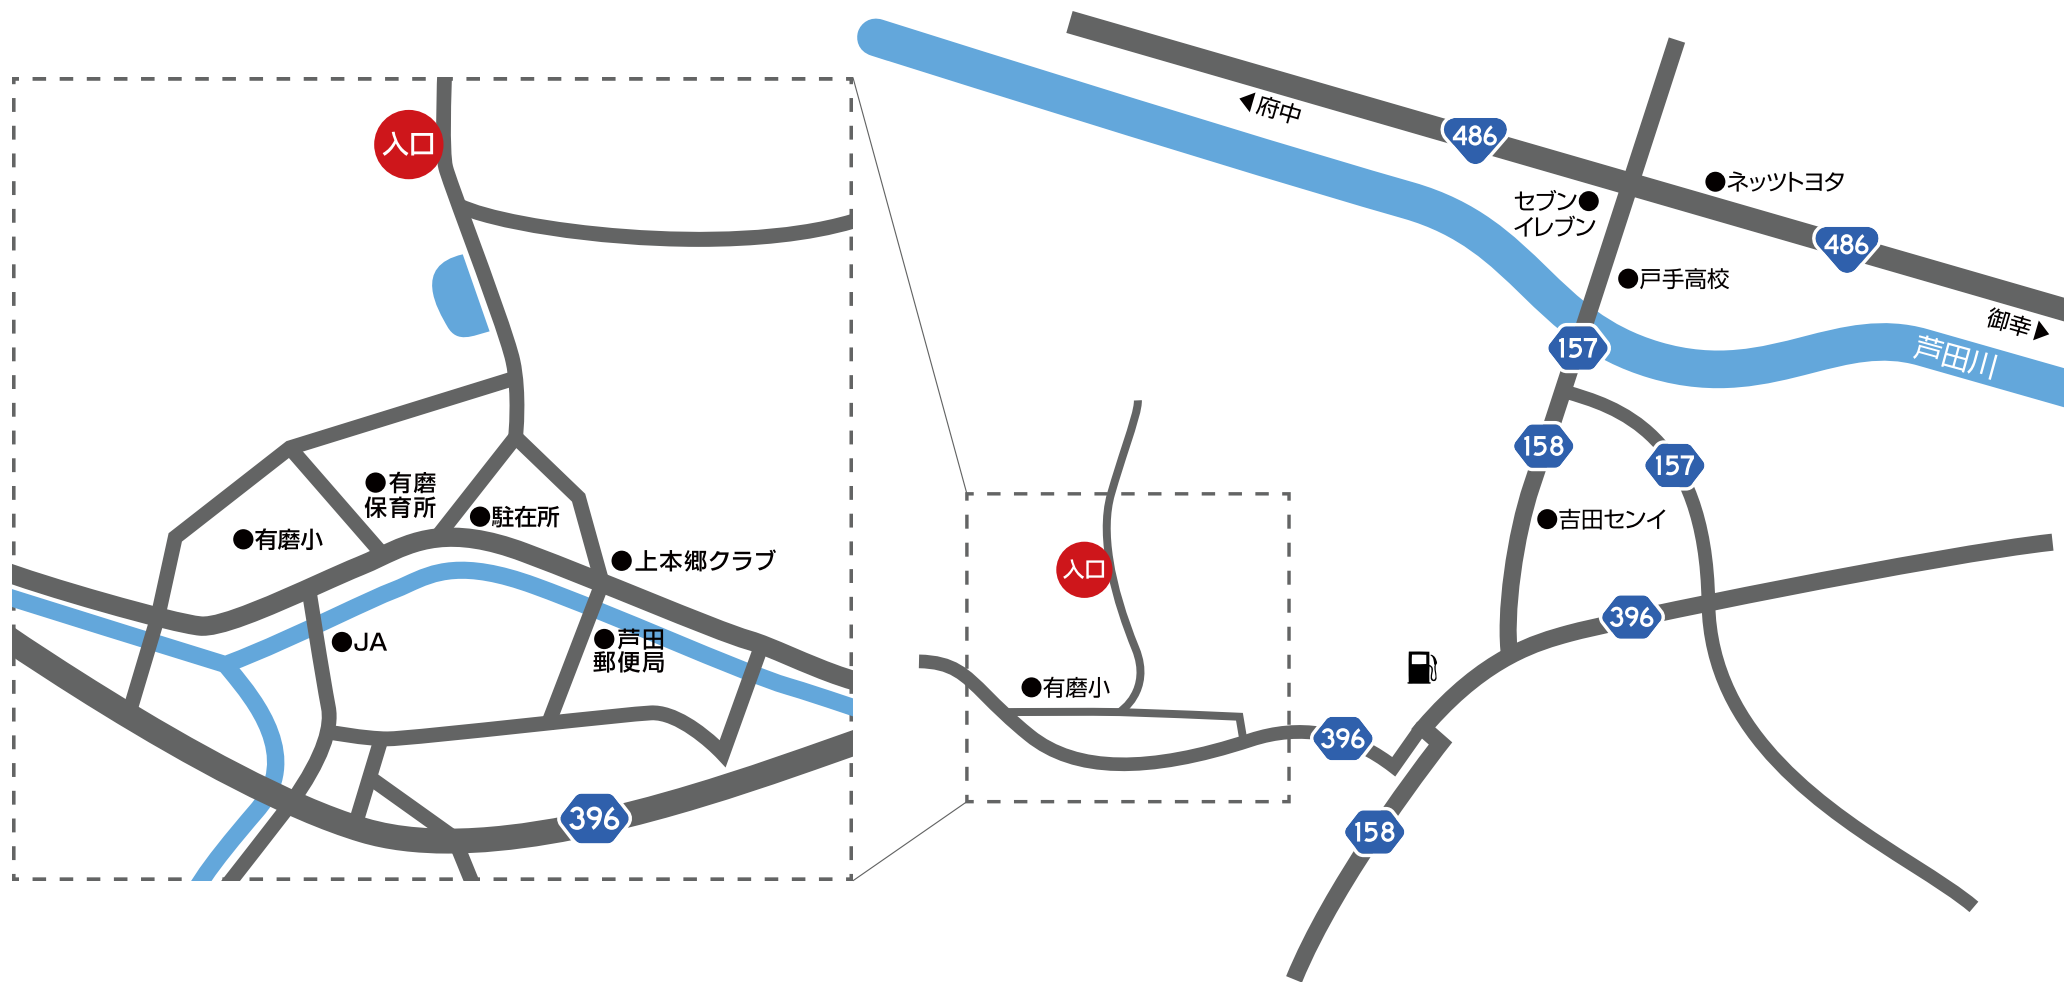 入口
有磨
保育所
有磨小
駐在所
上本郷クラブ
JA
芦田
郵便局
396
◀府中
486
ネッツトヨタ
セブン
イレブン
486
戸手高校
御幸▶
157
芦田川
158
157
吉田センイ
入口
396
有磨小
396
158